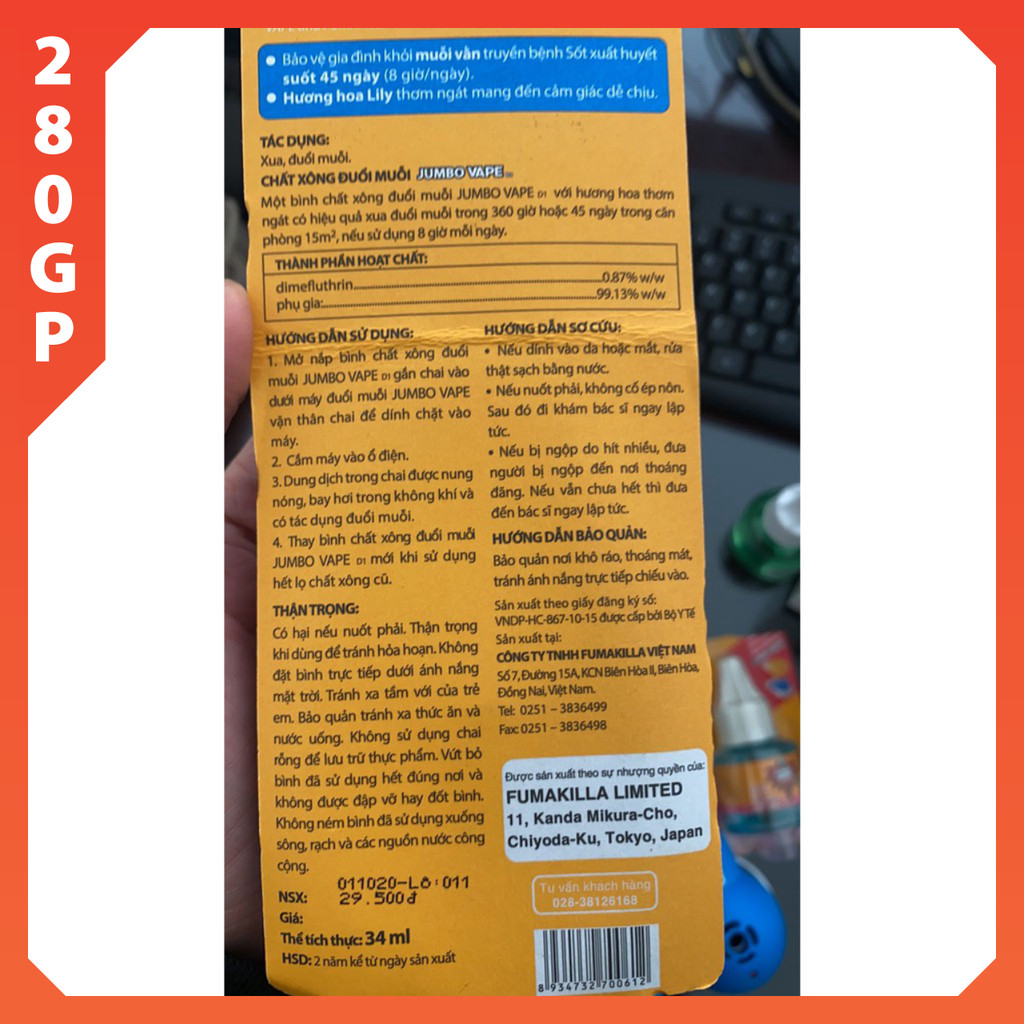 280GP
• Bảo vệ gia đình khỏi muỗi vằn truyền bệnh Sốt xuất huyết
suốt 45 ngày (8 giờ/ngày).
• Hương hoa Lily thơm ngát mang đến cảm giác dễ chịu.
TÁC DỤNG:
Xua, đuổi muỗi.
CHẤT XÔNG ĐUỔI MUỖI JUMBO VAPE D1
Một bình chất xông đuổi muỗi JUMBO VAPE D1 với hương hoa thơm
ngát có hiệu quả xua đuổi muỗi trong 360 giờ hoặc 45 ngày trong căn
phòng 15m², nếu sử dụng 8 giờ mỗi ngày.
THÀNH PHẦN HOẠT CHẤT:
dimefluthrin...0.87% w/w
phụ gia:...99.13% w/w
HƯỚNG DẪN SỬ DỤNG:
1. Mở nắp bình chất xông đuổi
muỗi JUMBO VAPE D1 gắn chai vào
dưới máy đuổi muỗi JUMBO VAPE
vặn thân chai để dính chặt vào
máy.
2. Cắm máy vào ổ điện.
3. Dung dịch trong chai được nung
nóng, bay hơi trong không khí và
có tác dụng đuổi muỗi.
4. Thay bình chất xông đuổi muỗi
JUMBO VAPE D1 mới khi sử dụng
hết lọ chất xông cũ.
THẬN TRỌNG:
Có hại nếu nuốt phải. Thận trọng
khi dùng để tránh hỏa hoạn. Không
đặt bình trực tiếp dưới ánh nắng
mặt trời. Tránh xa tầm với của trẻ
em. Bảo quản tránh xa thức ăn và
nước uống. Không sử dụng chai
rỗng để lưu trữ thực phẩm. Vứt bỏ
bình đã sử dụng hết đúng nơi và
không được đập vỡ hay đốt bình.
Không ném bình đã sử dụng xuống
sông, rạch và các nguồn nước công
cộng.
HƯỚNG DẪN SƠ CỨU:
• Nếu dính vào da hoặc mắt, rửa
thật sạch bằng nước.
• Nếu nuốt phải, không cố ép nôn.
Sau đó đi khám bác sĩ ngay lập
tức.
• Nếu bị ngộp do hít nhiều, đưa
người bị ngộp đến nơi thoáng
đãng. Nếu vẫn chưa hết thì đưa
đến bác sĩ ngay lập tức.
HƯỚNG DẪN BẢO QUẢN:
Bảo quản nơi khô ráo, thoáng mát,
tránh ánh nắng trực tiếp chiếu vào.
Sản xuất theo giấy đăng ký số:
VNDP-HC-867-10-15 được cấp bởi Bộ Y Tế
Sản xuất tại:
CÔNG TY TNHH FUMAKILLA VIỆT NAM
Số 7, Đường 15A, KCN Biên Hòa II, Biên Hòa,
Đồng Nai, Việt Nam.
Tel: 0251 – 3836499
Fax: 0251 – 3836498
Được sản xuất theo sự nhượng quyền của:
FUMAKILLA LIMITED
11, Kanda Mikura-Cho,
Chiyoda-Ku, Tokyo, Japan
Tư vấn khách hàng
028-38126168
8 934732 700612
011020-LÔ:011
NSX: 29.500đ
Giá:
Thể tích thực: 34 ml
HSD: 2 năm kể từ ngày sản xuất